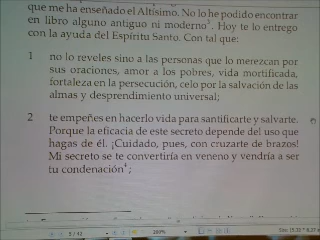 que me ha enseñado el Altísimo. No lo he podido encontrar
en libro alguno antiguo ni moderno³. Hoy te lo entrego
con la ayuda del Espíritu Santo. Con tal que:
1 no lo reveles sino a las personas que lo merezcan por
sus oraciones, amor a los pobres, vida mortificada,
fortaleza en la persecución, celo por la salvación de las
almas y desprendimiento universal;
2 te empeñes en hacerlo vida para santificarte y salvarte.
Porque la eficacia de este secreto depende del uso que
hagas de él. ¡Cuidado, pues, con cruzarte de brazos!
Mi secreto se te convertiría en veneno y vendría a ser
tu condenación⁴;
200%